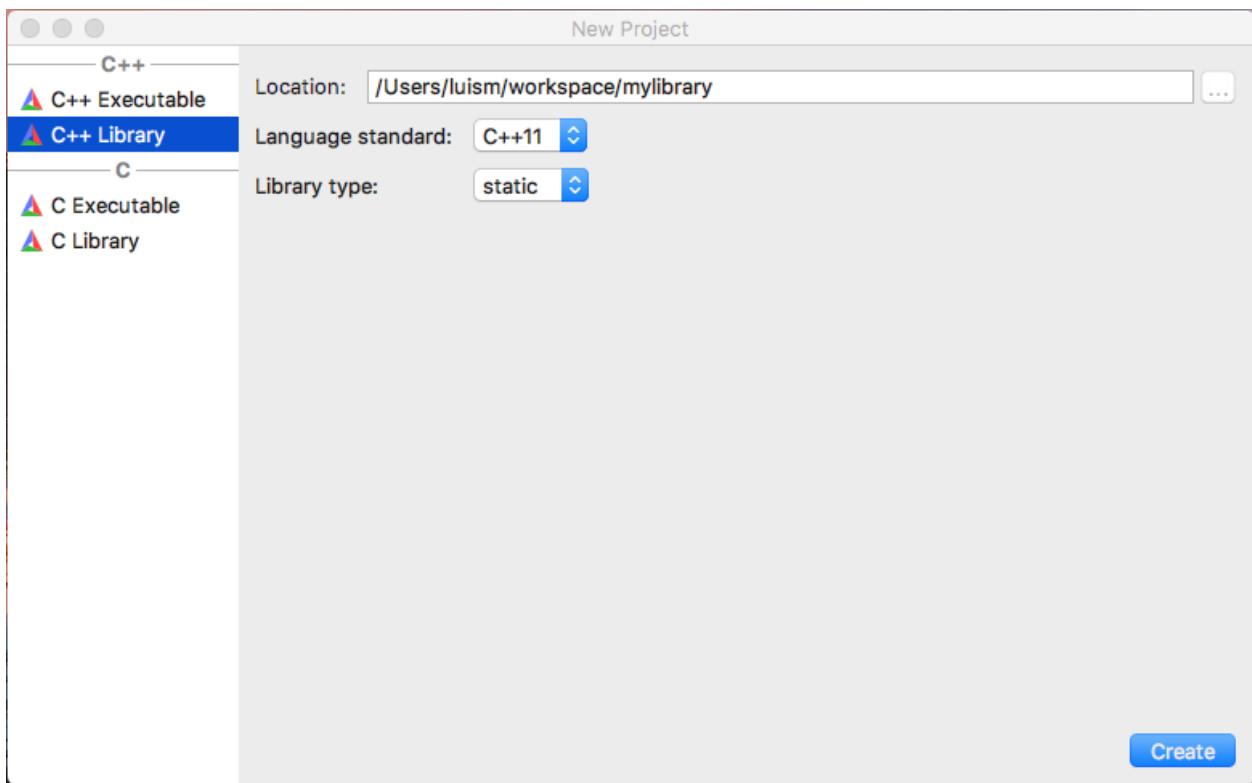 New Project
C++
C++ Executable
C++ Library
C
C Executable
C Library
Location: /Users/luism/workspace/mylibrary ...
Language standard: C++11
Library type: static
Create